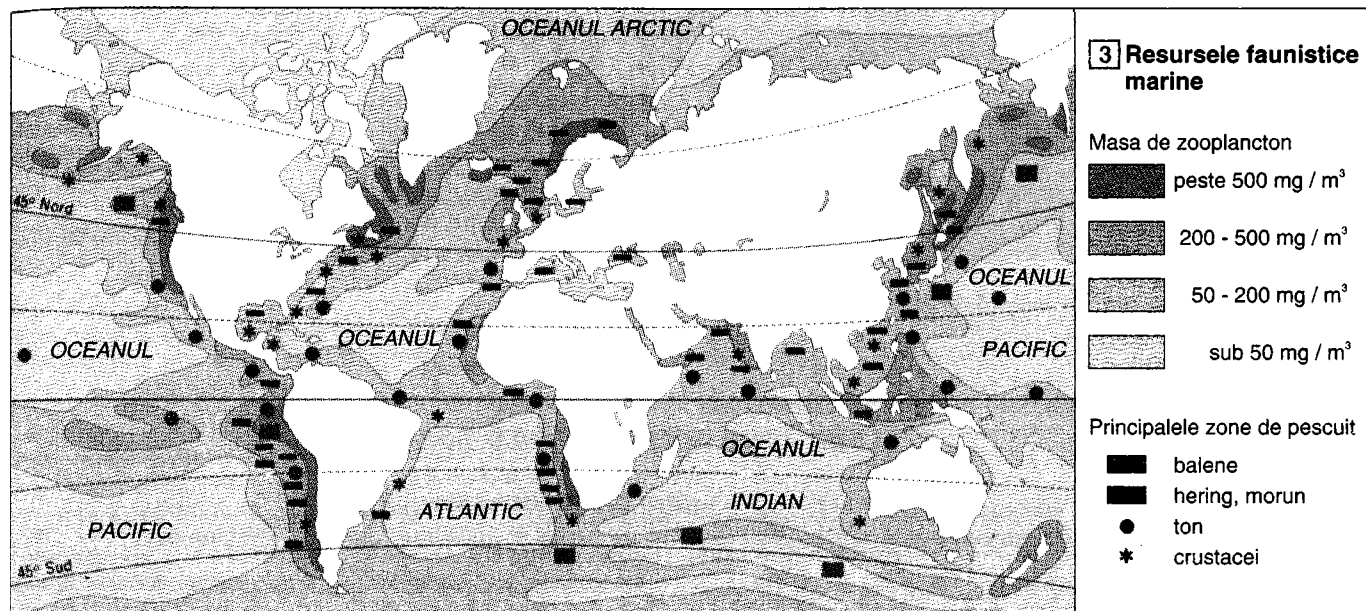 OCEANUL ARCTIC
45° Nord
OCEANUL
PACIFIC
OCEANUL
ATLANTIC
OCEANUL
INDIAN
OCEANUL
PACIFIC
45° Sud
3 Resursele faunistice
marine
Masa de zooplancton
peste 500 mg / m³
200 - 500 mg / m³
50 - 200 mg / m³
sub 50 mg / m³
Principalele zone de pescuit
balene
hering, morun
ton
crustacei